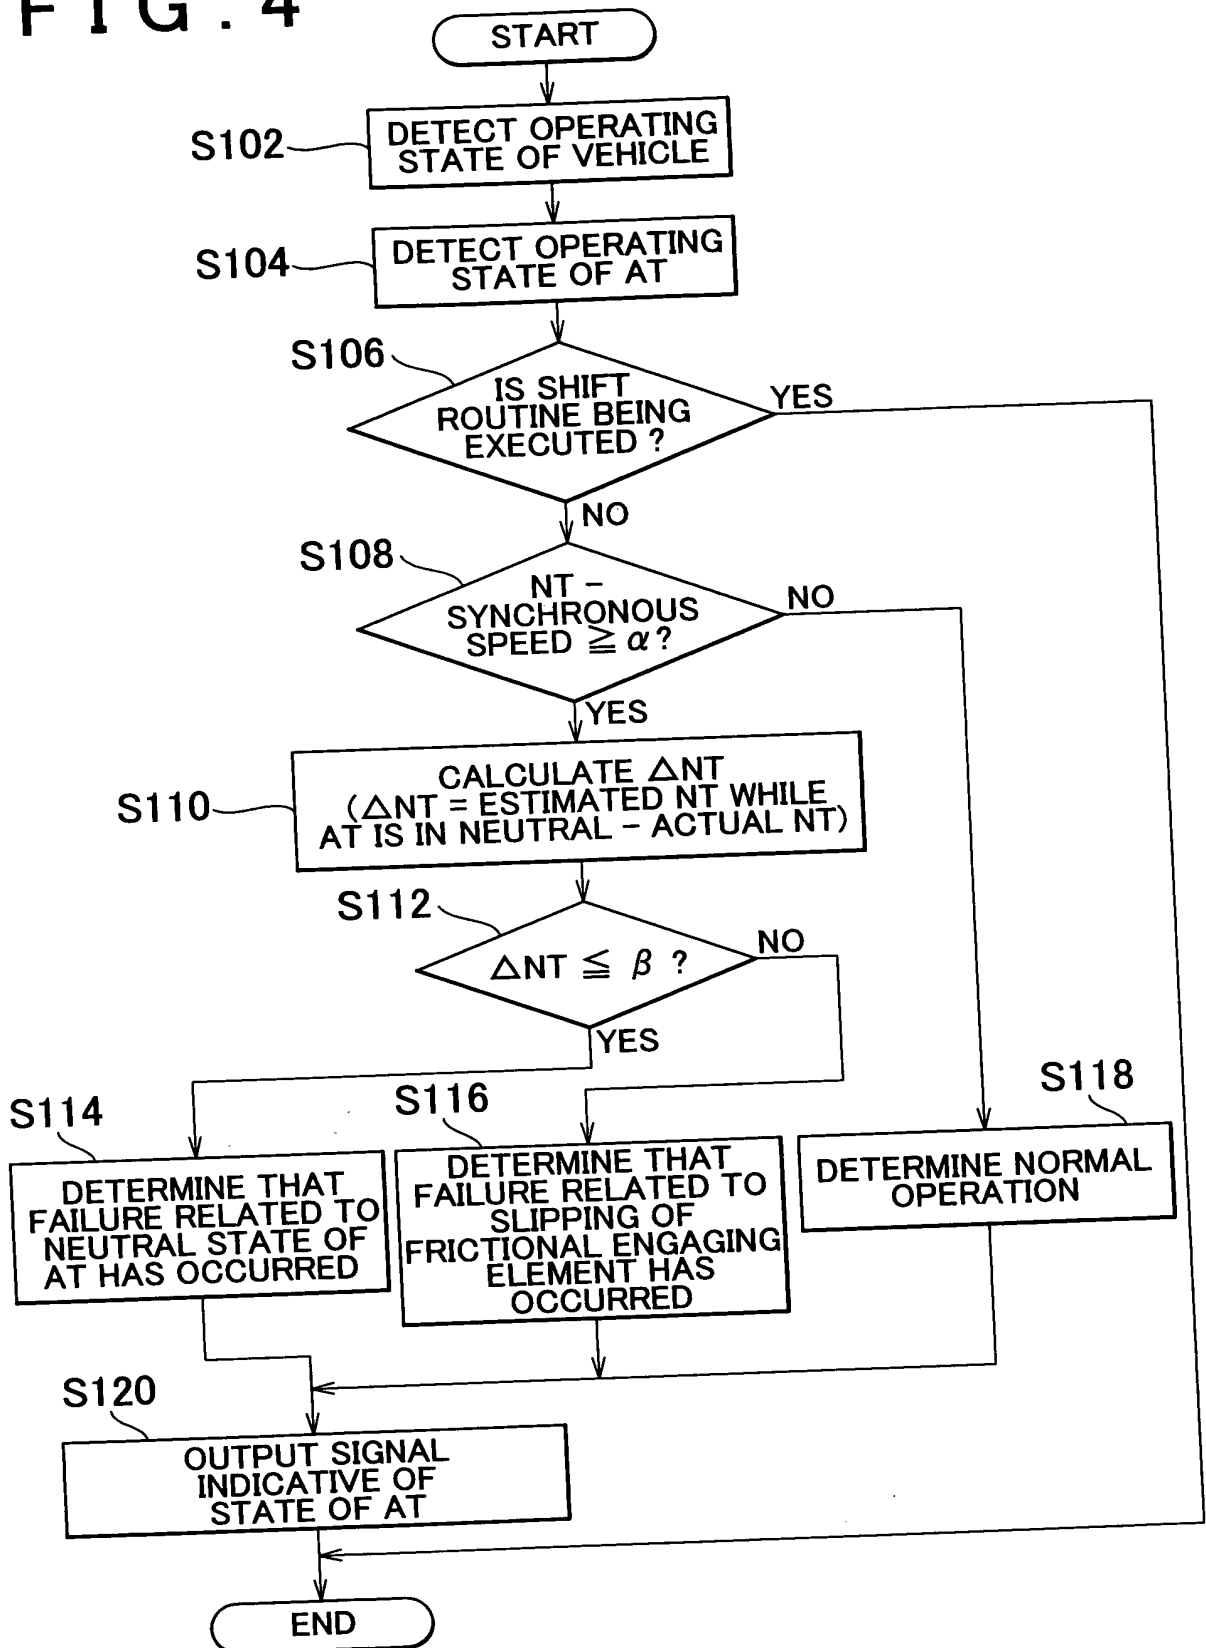 FIG. 4
START
S102
DETECT OPERATING
STATE OF VEHICLE
S104
DETECT OPERATING
STATE OF AT
S106
IS SHIFT
ROUTINE BEING
EXECUTED ?
YES
NO
S108
NT -
SYNCHRONOUS
SPEED ≧ α ?
NO
YES
S110
CALCULATE △NT
(△NT = ESTIMATED NT WHILE
AT IS IN NEUTRAL - ACTUAL NT)
S112
△NT ≦ β ?
NO
YES
S114
DETERMINE THAT
FAILURE RELATED TO
NEUTRAL STATE OF
AT HAS OCCURRED
S116
DETERMINE THAT
FAILURE RELATED TO
SLIPPING OF
FRICTIONAL ENGAGING
ELEMENT HAS
OCCURRED
S118
DETERMINE NORMAL
OPERATION
S120
OUTPUT SIGNAL
INDICATIVE OF
STATE OF AT
END